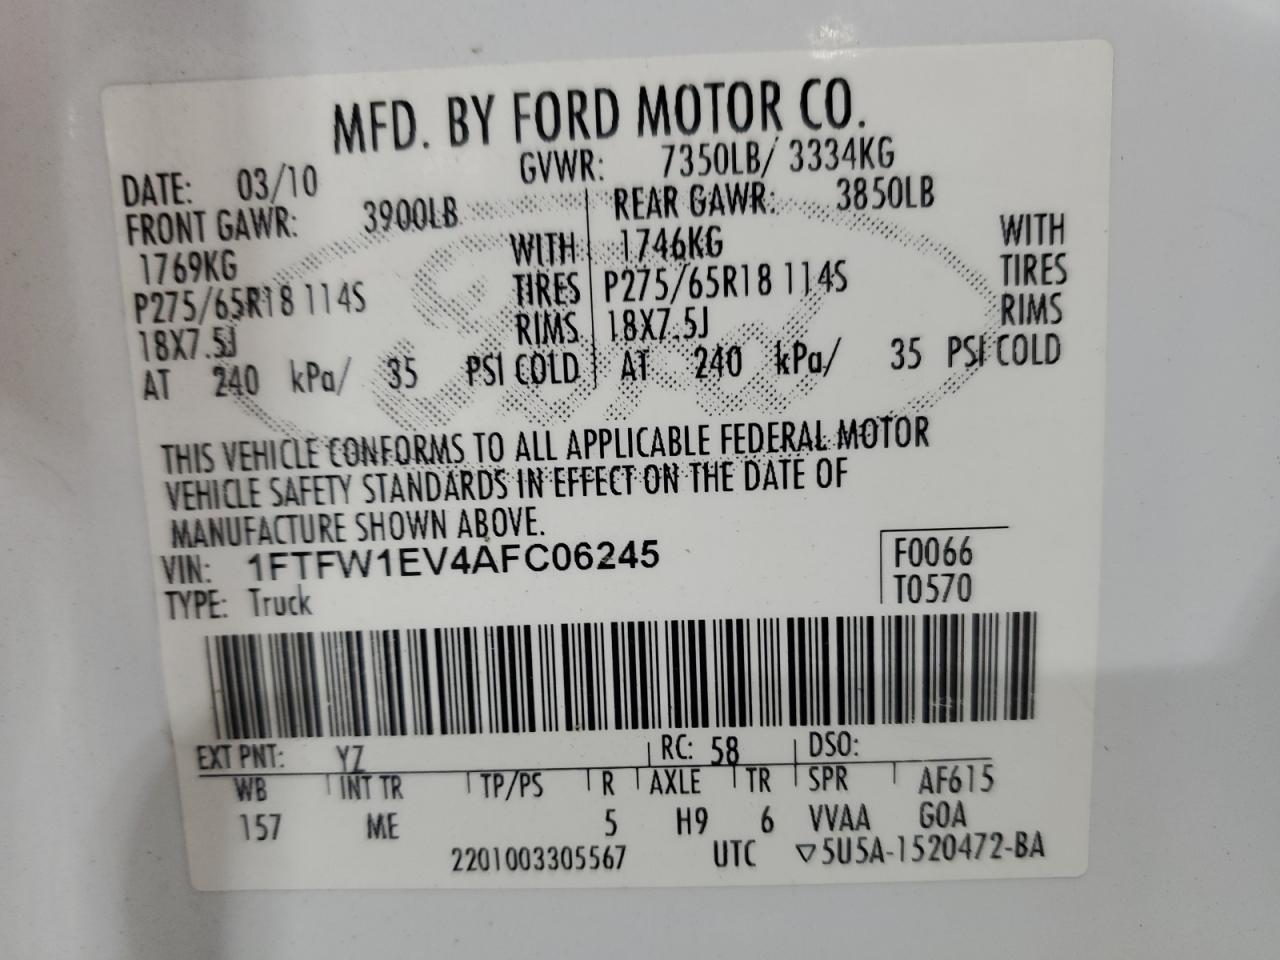 MFD. BY FORD MOTOR CO.
DATE: 03/10 GVWR: 7350LB/ 3334KG
FRONT GAWR: 3900LB REAR GAWR: 3850LB
1769KG WITH 1746KG WITH
P275/65R18 114S TIRES P275/65R18 114S TIRES
18X7.5J RIMS 18X7.5J RIMS
AT 240 kPa/ 35 PSI COLD AT 240 kPa/ 35 PSI COLD
THIS VEHICLE CONFORMS TO ALL APPLICABLE FEDERAL MOTOR
VEHICLE SAFETY STANDARDS IN EFFECT ON THE DATE OF
MANUFACTURE SHOWN ABOVE.
VIN: 1FTFW1EV4AFC06245 F0066
TYPE: Truck T0570
EXT PNT: YZ RC: 58 DSO:
WB INT TR TP/PS R AXLE TR SPR AF615
157 ME 5 H9 6 VVAA GOA
2201003305567 UTC ▽5U5A-1520472-BA
Ford